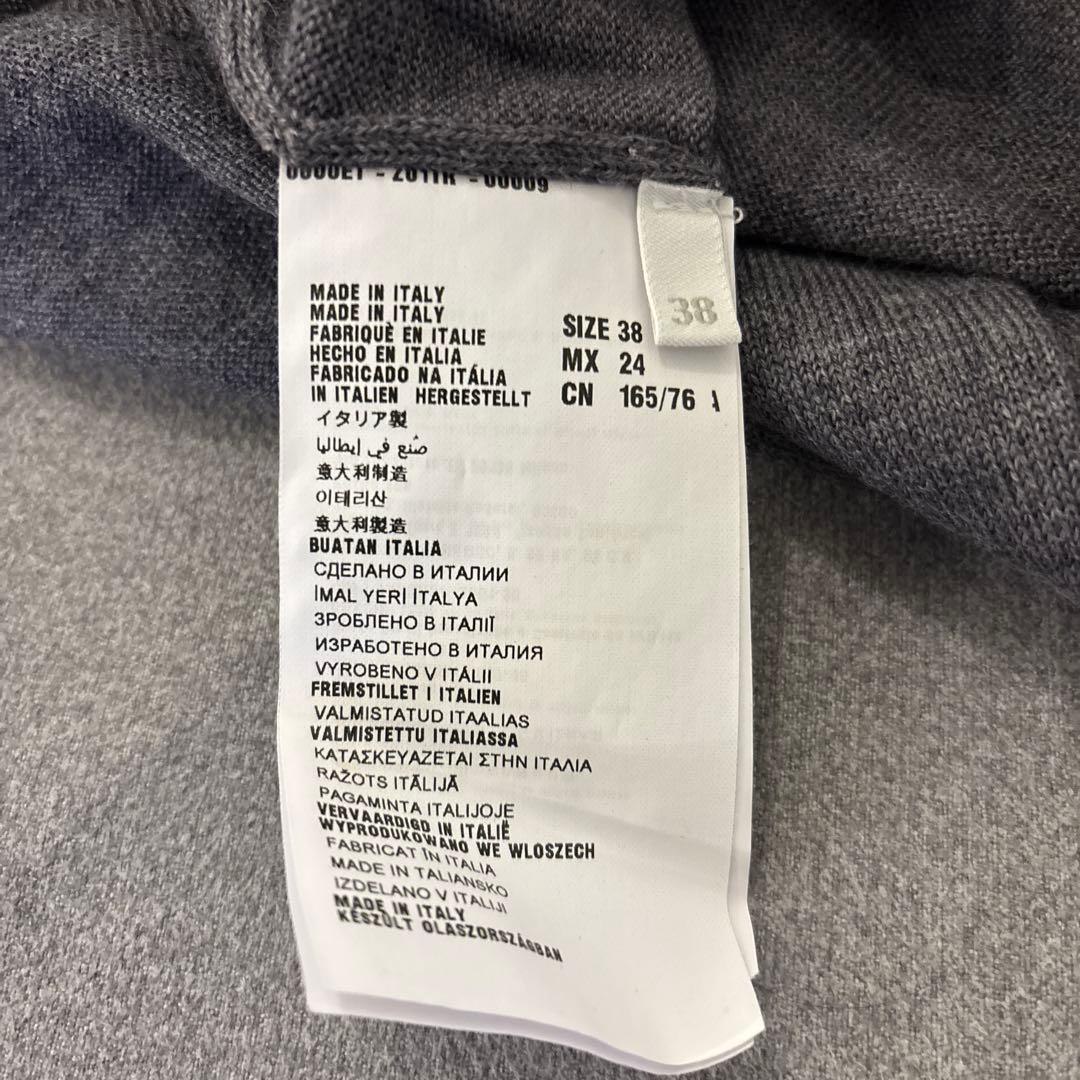 MADE IN ITALY
MADE IN ITALY
FABRIQUÈ EN ITALIE
HECHO EN ITALIA
FABRICADO NA ITÁLIA
IN ITALIEN HERGESTELLT
イタリア製
صُنع في إيطاليا
意大利制造
이테리산
意大利製造
BUATAN ITALIA
СДЕЛАНО В ИТАЛИИ
İMAL YERİ İTALYA
ЗРОБЛЕНО В ІТАЛІЇ
ИЗРАБОТЕНО В ИТАЛИЯ
VYROBENO V ITÁLII
FREMSTILLET I ITALIEN
VALMISTATUD ITAALIAS
VALMISTETTU ITALIASSA
ΚΑΤΑΣΚΕΥΑΖΕΤΑΙ ΣΤΗΝ ΙΤΑΛΙΑ
RAŽOTS ITĀLIJĀ
PAGAMINTA ITALIJOJE
VERVAARDIGD IN ITALIË
WYPRODUKOWANO WE WLOSZECH
FABRICAT ÎN ITALIA
MADE IN TALIANSKO
IZDELANO V ITALIJI
MADE IN ITALY
KÉSZÜLT OLASZORSZÁGBAN
SIZE 38
MX 24
CN 165/76
38